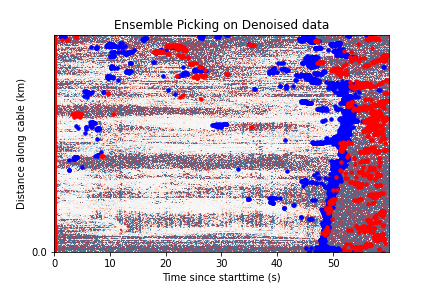 Ensemble Picking on Denoised data
Distance along cable (km)
0.0
0 10 20 30 40 50
Time since starttime (s)